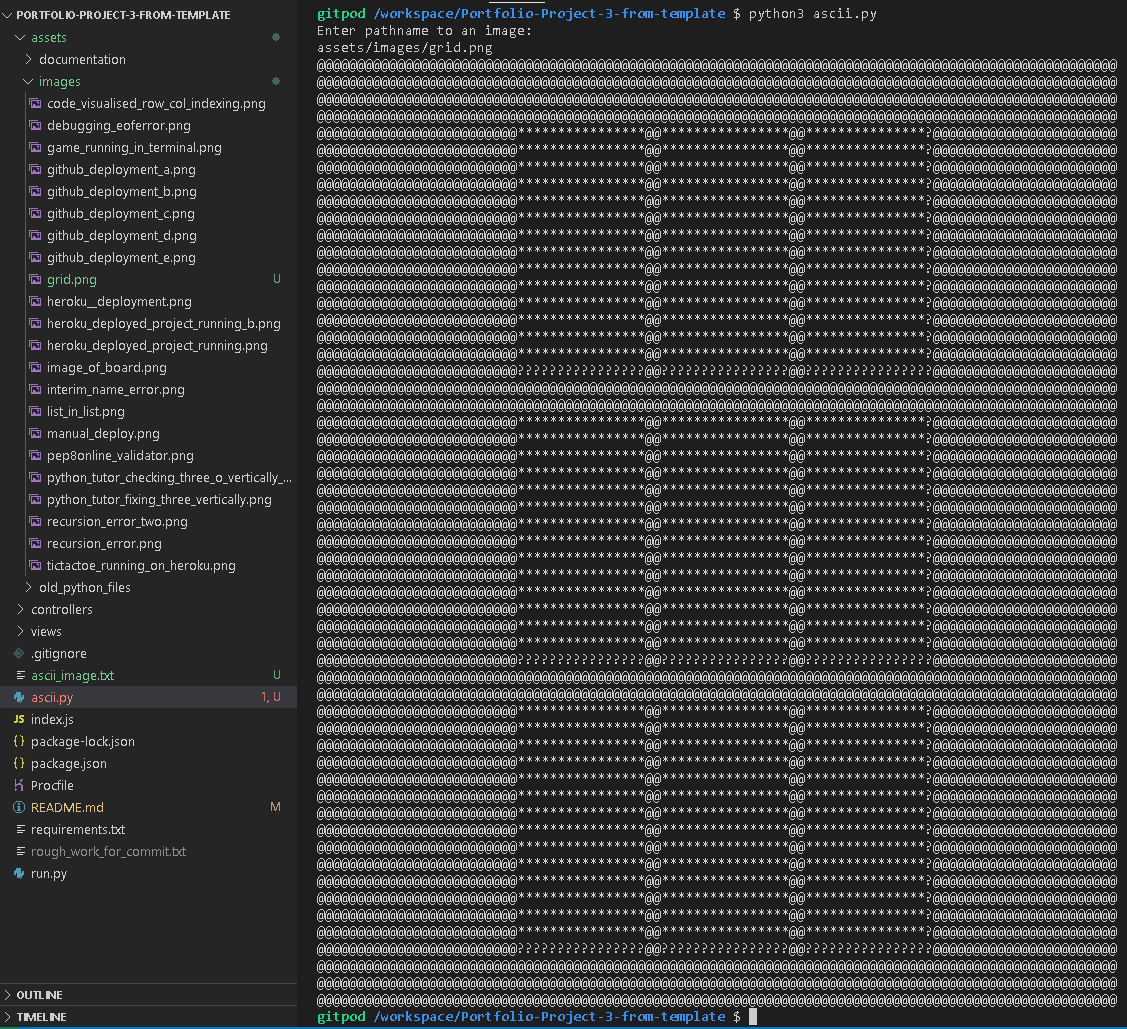 PORTFOLIO-PROJECT-3-FROM-TEMPLATE
assets
documentation
images
code_visualised_row_col_indexing.png
debugging_eoferror.png
game_running_in_terminal.png
github_deployment_a.png
github_deployment_b.png
github_deployment_c.png
github_deployment_d.png
github_deployment_e.png
grid.png U
heroku__deployment.png
heroku_deployed_project_running_b.png
heroku_deployed_project_running.png
image_of_board.png
interim_name_error.png
list_in_list.png
manual_deploy.png
pep8online_validator.png
python_tutor_checking_three_o_vertically_...
python_tutor_fixing_three_vertically.png
recursion_error_two.png
recursion_error.png
tictactoe_running_on_heroku.png
old_python_files
controllers
views
.gitignore
ascii_image.txt U
ascii.py 1, U
JS index.js
{} package-lock.json
{} package.json
Procfile
README.md M
requirements.txt
rough_work_for_commit.txt
run.py
OUTLINE
TIMELINE
gitpod /workspace/Portfolio-Project-3-from-template $ python3 ascii.py
Enter pathname to an image:
assets/images/grid.png
gitpod /workspace/Portfolio-Project-3-from-template $